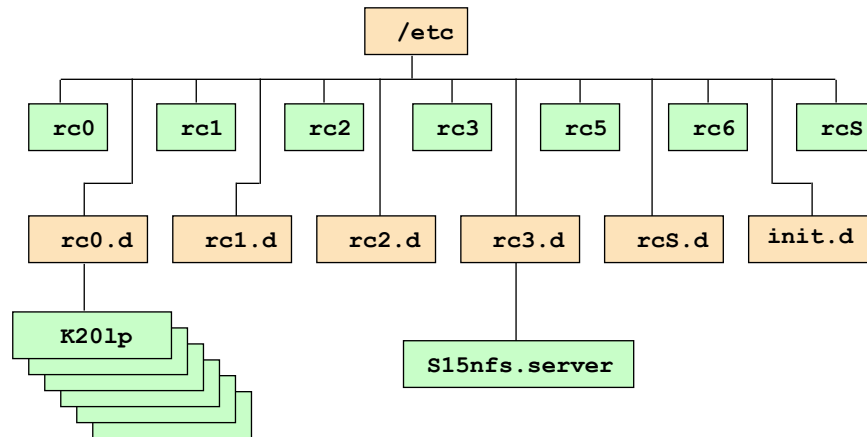 /etc
rc0 rc1 rc2 rc3 rc5 rc6 rcS
rc0.d rc1.d rc2.d rc3.d rcS.d init.d
K20lp
S15nfs.server